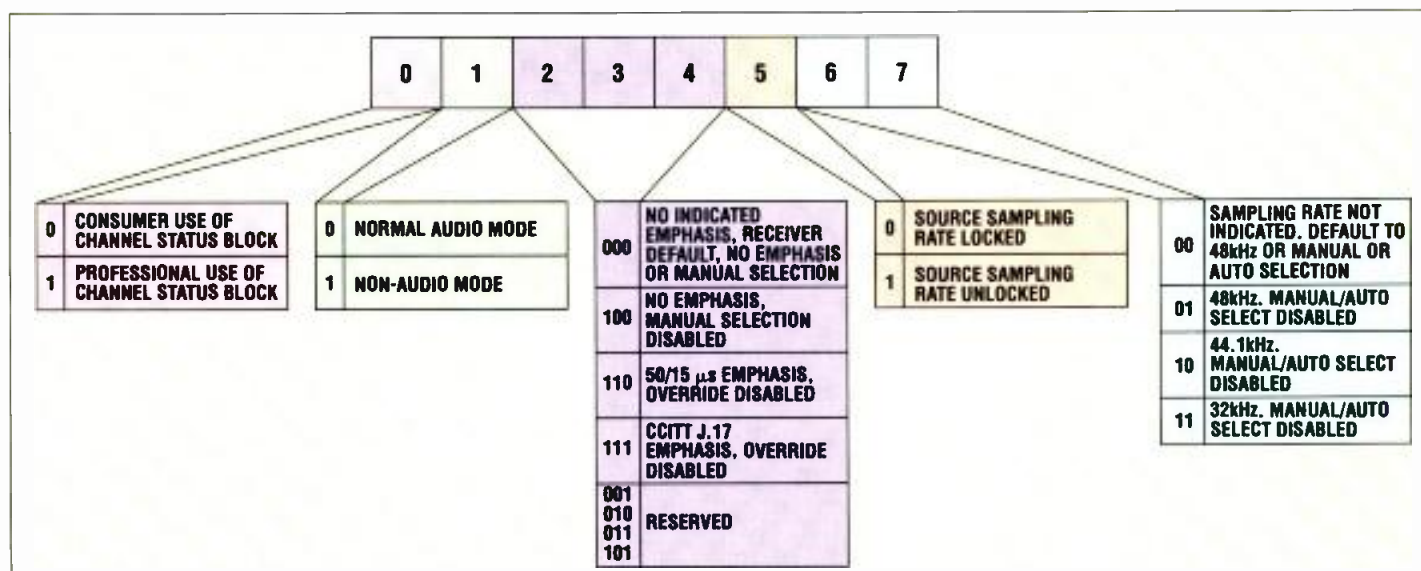 0 1 2 3 4 5 6 7
0 CONSUMER USE OF
CHANNEL STATUS BLOCK
1 PROFESSIONAL USE OF
CHANNEL STATUS BLOCK
0 NORMAL AUDIO MODE
1 NON-AUDIO MODE
000 NO INDICATED
EMPHASIS, RECEIVER
DEFAULT, NO EMPHASIS
OR MANUAL SELECTION
100 NO EMPHASIS,
MANUAL SELECTION
DISABLED
110 50/15 µs EMPHASIS,
OVERRIDE DISABLED
111 CCITT J.17
EMPHASIS, OVERRIDE
DISABLED
001
010
011
101
RESERVED
0 SOURCE SAMPLING
RATE LOCKED
1 SOURCE SAMPLING
RATE UNLOCKED
00 SAMPLING RATE NOT
INDICATED. DEFAULT TO
48kHz OR MANUAL OR
AUTO SELECTION
01 48kHz. MANUAL/AUTO
SELECT DISABLED
10 44.1kHz.
MANUAL/AUTO SELECT
DISABLED
11 32kHz. MANUAL/AUTO
SELECT DISABLED